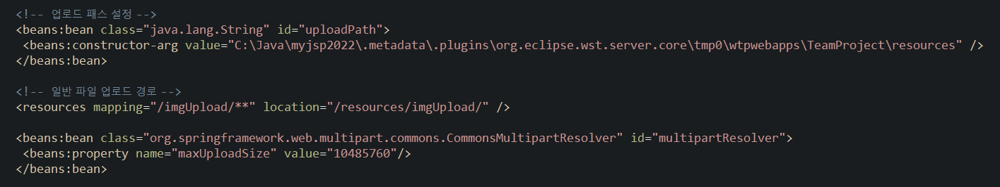 <!-- 업로드 패스 설정 -->
<beans:bean class="java.lang.String" id="uploadPath">
<beans:constructor-arg value="C:\Java\myjsp2022\.metadata\.plugins\org.eclipse.wst.server.core\tmp0\wtpwebapps\TeamProject\resources" />
</beans:bean>
<!-- 일반 파일 업로드 경로 -->
<resources mapping="/imgUpload/**" location="/resources/imgUpload/" />
<beans:bean class="org.springframework.web.multipart.commons.CommonsMultipartResolver" id="multipartResolver">
<beans:property name="maxUploadSize" value="10485760"/>
</beans:bean>